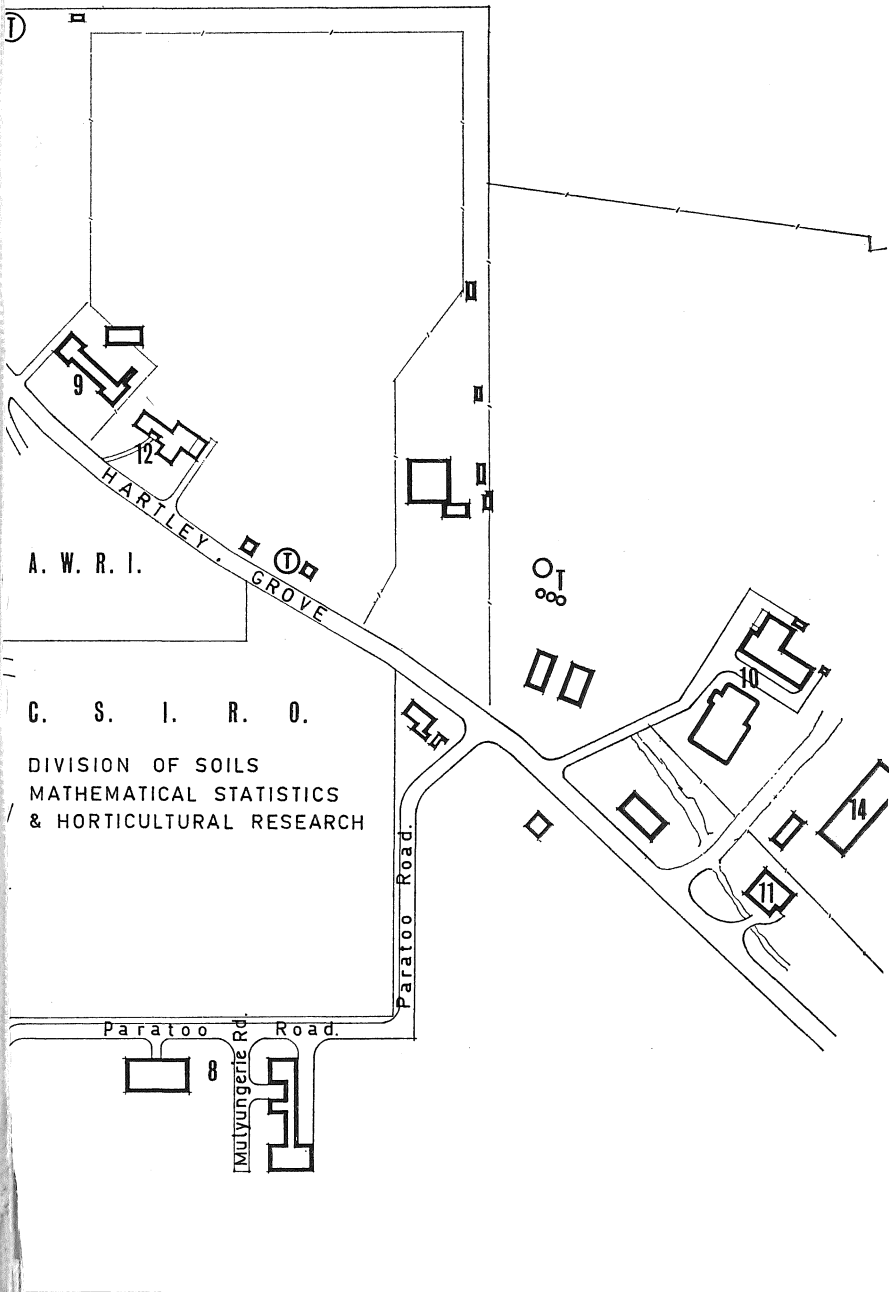 T
9
12
HARTLEY. GROVE
T
A. W. R. I.
T
10
C. S. I. R. O.
DIVISION OF SOILS
MATHEMATICAL STATISTICS
& HORTICULTURAL RESEARCH
14
11
Paratoo Road.
Paratoo Road.
Mulyungerie Rd.
8